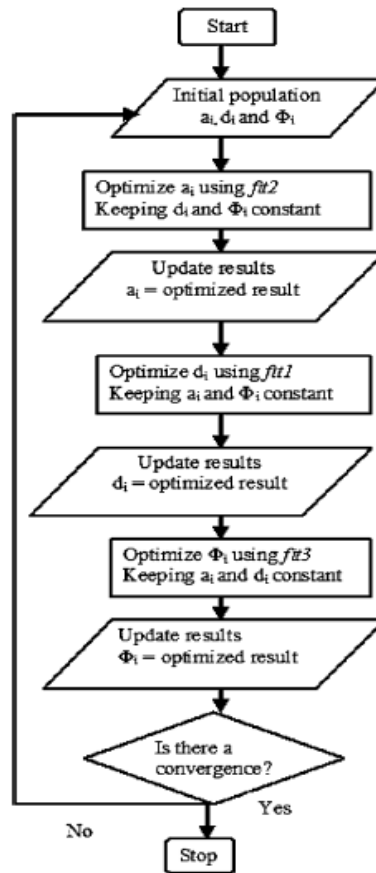 Start
Initial population
aᵢ, dᵢ and Φᵢ
Optimize aᵢ using fit2
Keeping dᵢ and Φᵢ constant
Update results
aᵢ = optimized result
Optimize dᵢ using fit1
Keeping aᵢ and Φᵢ constant
Update results
dᵢ = optimized result
Optimize Φᵢ using fit3
Keeping aᵢ and dᵢ constant
Update results
Φᵢ = optimized result
Is there a
convergence?
Yes
No
Stop